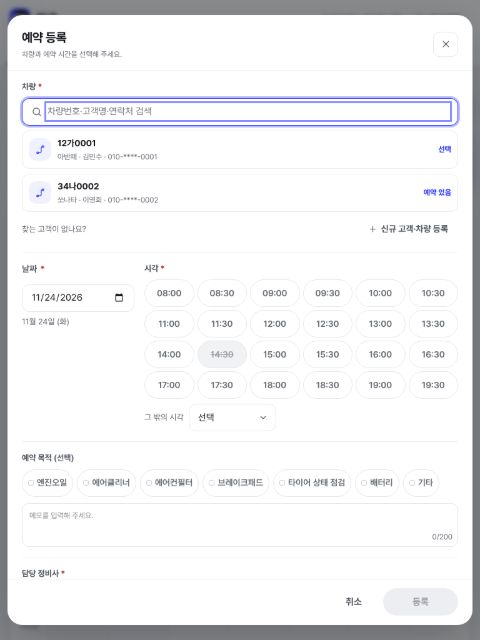 예약 등록
차량과 예약 시간을 선택해 주세요.
차량 *
차량번호·고객명·연락처 검색
12가0001
아반떼 · 김민수 · 010-****-0001
선택
34나0002
쏘나타 · 이영희 · 010-****-0002
예약 있음
찾는 고객이 없나요?
+ 신규 고객·차량 등록
날짜 *
11/24/2026
11월 24일 (화)
시각 *
08:00 08:30 09:00 09:30 10:00 10:30
11:00 11:30 12:00 12:30 13:00 13:30
14:00 14:30 15:00 15:30 16:00 16:30
17:00 17:30 18:00 18:30 19:00 19:30
그 밖의 시각 선택
예약 목적 (선택)
엔진오일 에어클리너 에어컨필터 브레이크패드 타이어 상태 점검 배터리 기타
메모를 입력해 주세요.
0/200
담당 정비사 *
취소 등록